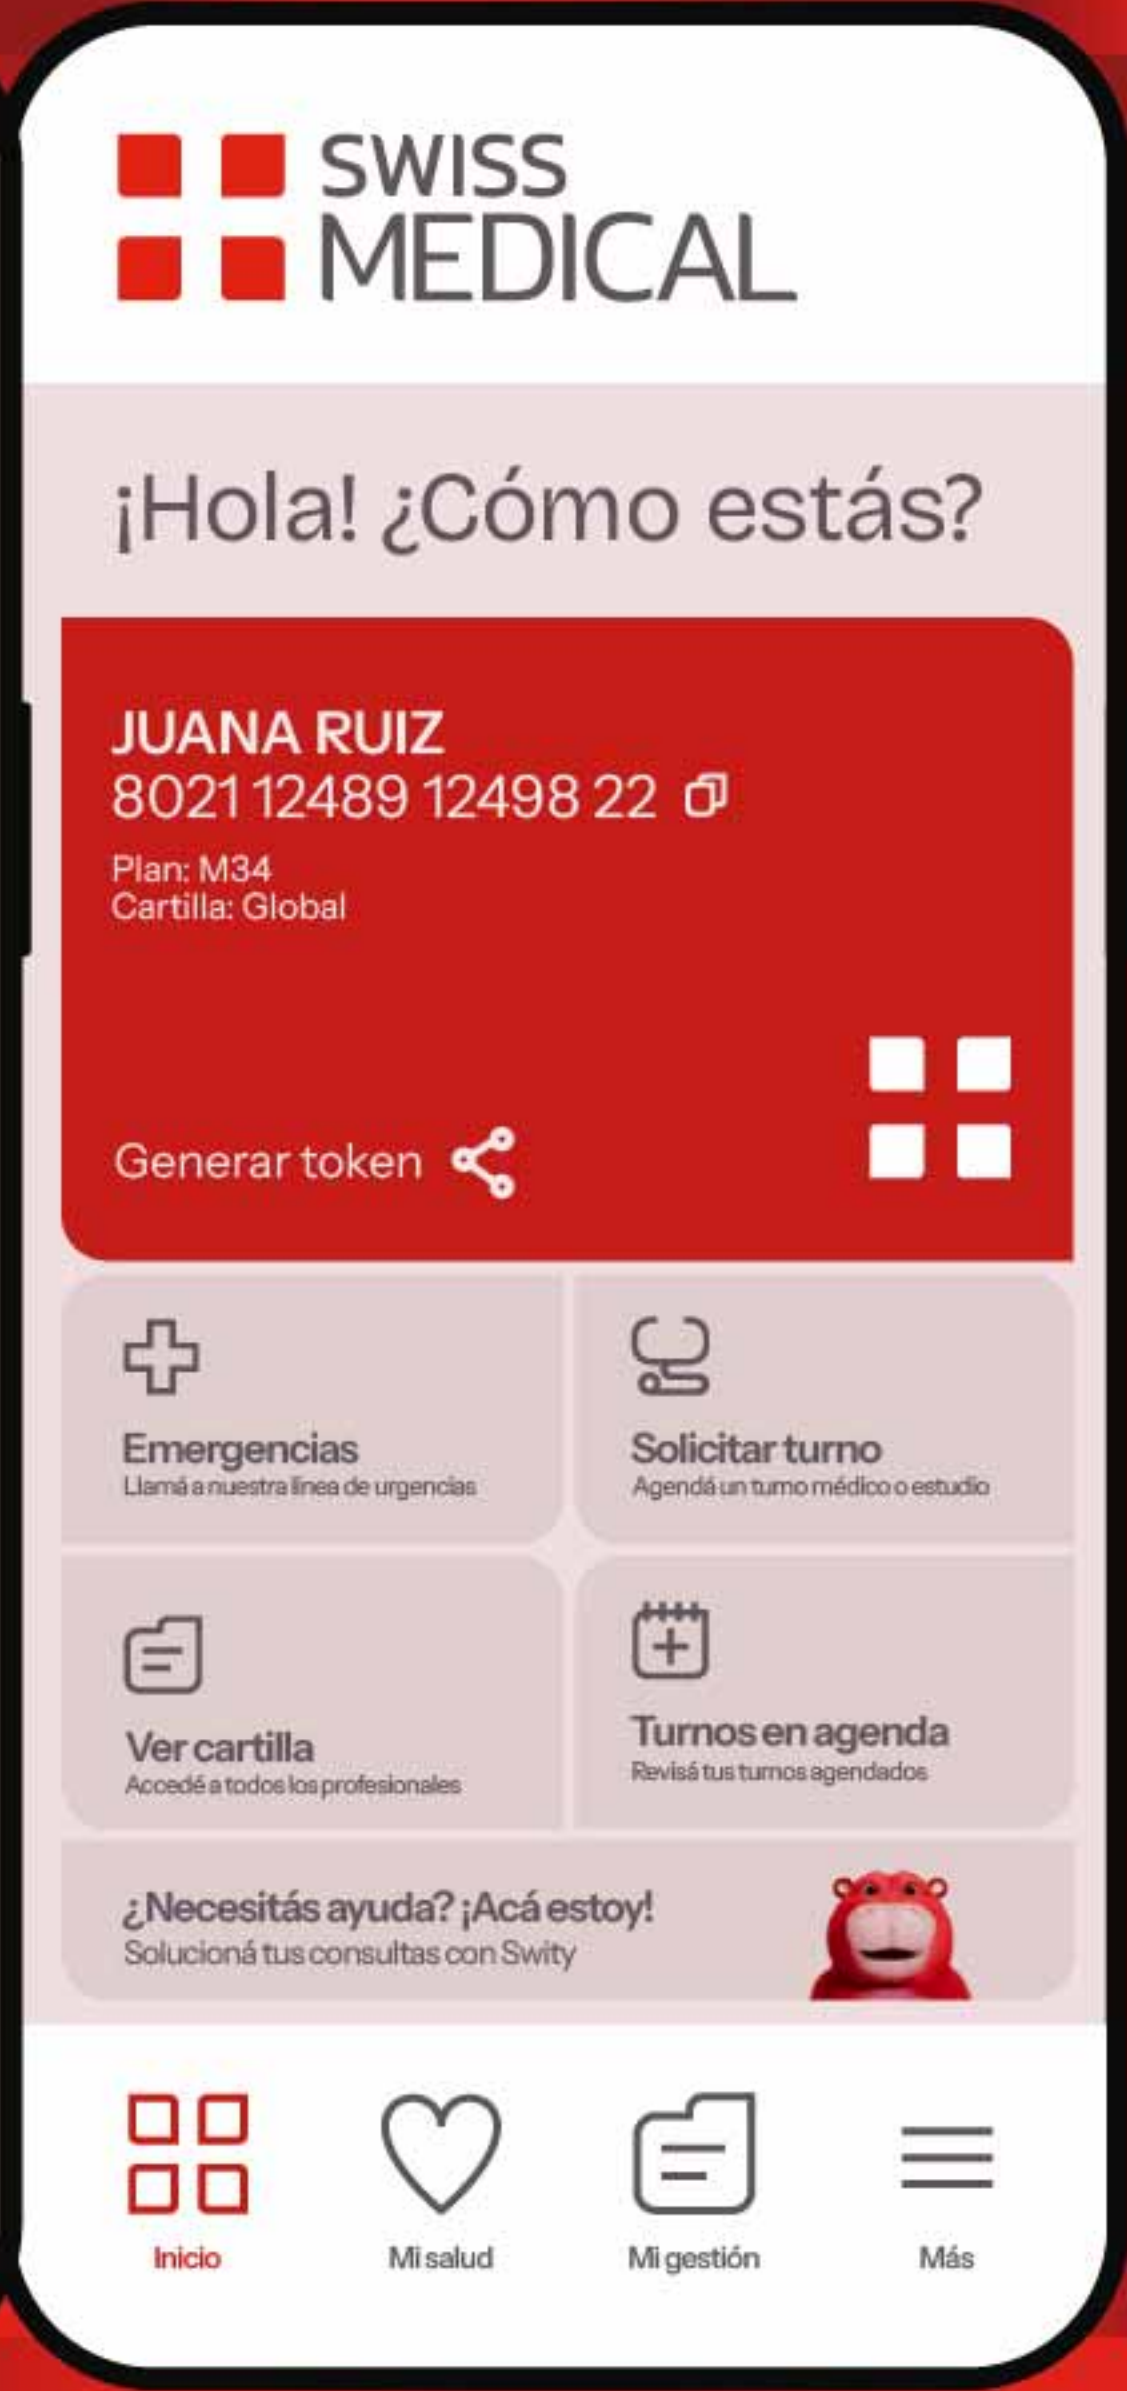 SWISS
MEDICAL
¡Hola! ¿Cómo estás?
JUANA RUIZ
8021 12489 12498 22
Plan: M34
Cartilla: Global
Generar token
Emergencias
Llamá a nuestra línea de urgencias
Solicitar turno
Agendá un turno médico o estudio
Ver cartilla
Accedé a todos los profesionales
Turnos en agenda
Revisá tus turnos agendados
¿Necesitás ayuda? ¡Acá estoy!
Solucioná tus consultas con Swity
Inicio
Mi salud
Mi gestión
Más